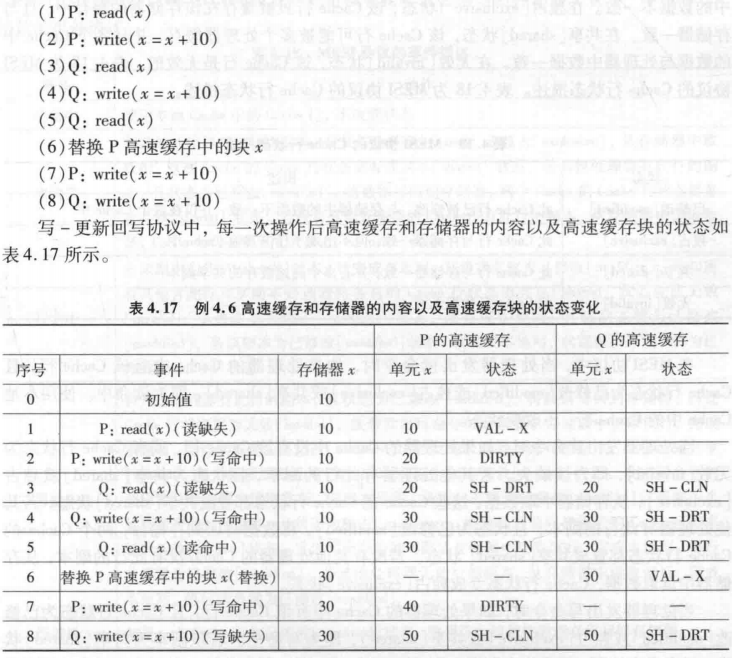 (1) P: read(x)
(2) P: write(x=x+10)
(3) Q: read(x)
(4) Q: write(x=x+10)
(5) Q: read(x)
(6) 替换 P 高速缓存中的块 x
(7) P: write(x=x+10)
(8) Q: write(x=x+10)
写-更新回写协议中，每一次操作后高速缓存和存储器的内容以及高速缓存块的状态如
表4.17 所示。
表 4.17 例 4.6 高速缓存和存储器的内容以及高速缓存块的状态变化
P 的高速缓存 Q 的高速缓存
序号 事件 存储器 x 单元 x 状态 单元 x 状态
0 初始值 10
1 P: read(x)(读缺失) 10 10 VAL-X
2 P: write(x=x+10)(写命中) 10 20 DIRTY
3 Q: read(x)(读缺失) 10 20 SH-DRT 20 SH-CLN
4 Q: write(x=x+10)(写命中) 10 30 SH-CLN 30 SH-DRT
5 Q: read(x)(读命中) 10 30 SH-CLN 30 SH-DRT
6 替换 P 高速缓存中的块 x(替换) 30 30 VAL-X
7 P: write(x=x+10)(写命中) 30 40 DIRTY
8 Q: write(x=x+10)(写缺失) 30 50 SH-CLN 50 SH-DRT